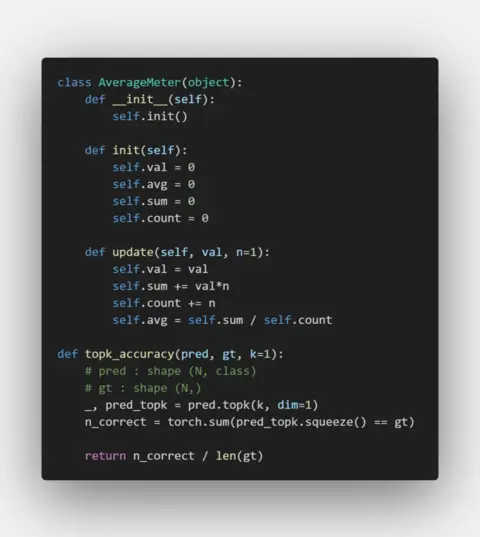 class AverageMeter(object):
    def __init__(self):
        self.init()

    def init(self):
        self.val = 0
        self.avg = 0
        self.sum = 0
        self.count = 0

    def update(self, val, n=1):
        self.val = val
        self.sum += val*n
        self.count += n
        self.avg = self.sum / self.count

def topk_accuracy(pred, gt, k=1):
    # pred : shape (N, class)
    # gt : shape (N,)
    _, pred_topk = pred.topk(k, dim=1)
    n_correct = torch.sum(pred_topk.squeeze() == gt)

    return n_correct / len(gt)